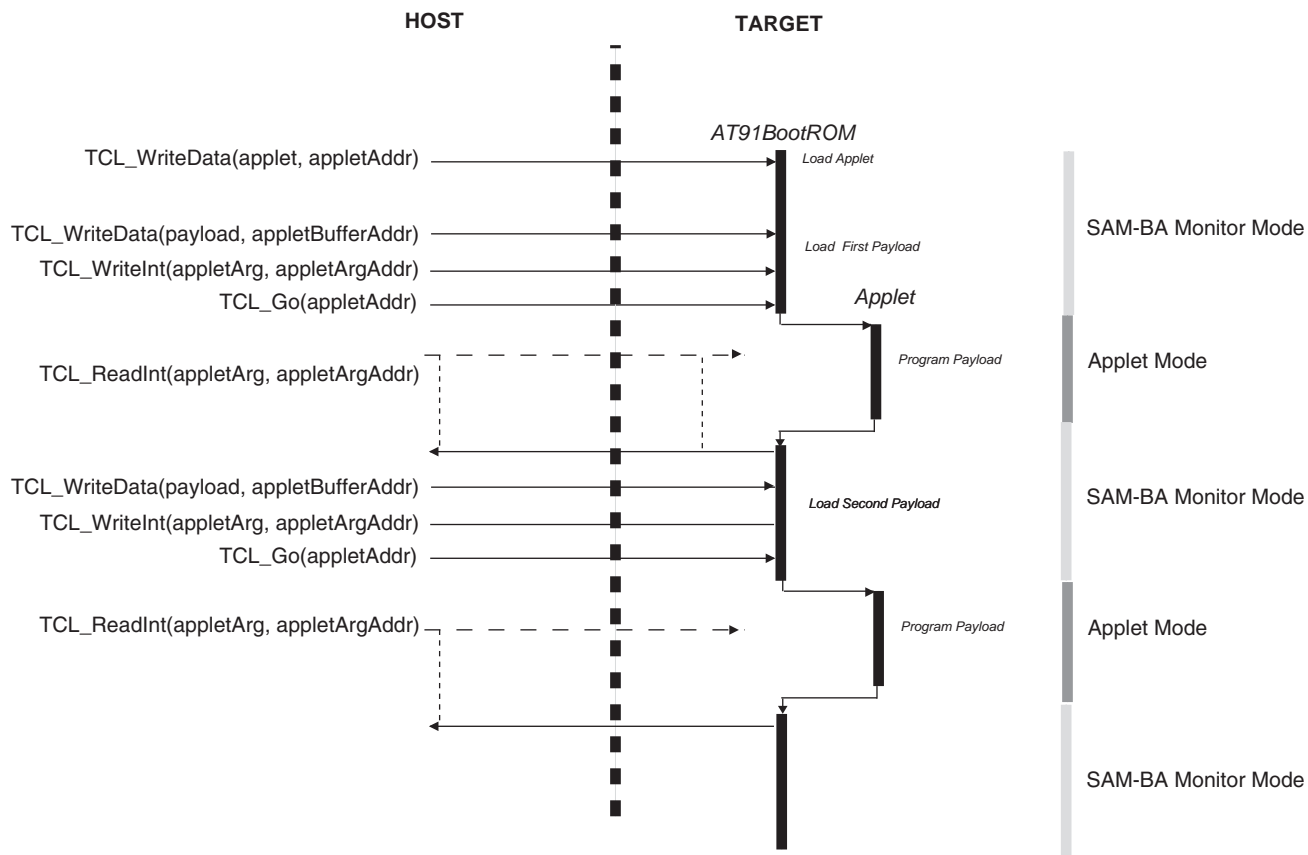 HOST
TARGET
AT91BootROM
TCL_WriteData(applet, appletAddr)
Load Applet
TCL_WriteData(payload, appletBufferAddr)
SAM-BA Monitor Mode
Load First Payload
TCL_WriteInt(appletArg, appletArgAddr)
TCL_Go(appletAddr)
Applet
TCL_ReadInt(appletArg, appletArgAddr)
Program Payload
Applet Mode
TCL_WriteData(payload, appletBufferAddr)
Load Second Payload
SAM-BA Monitor Mode
TCL_WriteInt(appletArg, appletArgAddr)
TCL_Go(appletAddr)
TCL_ReadInt(appletArg, appletArgAddr)
Program Payload
Applet Mode
SAM-BA Monitor Mode